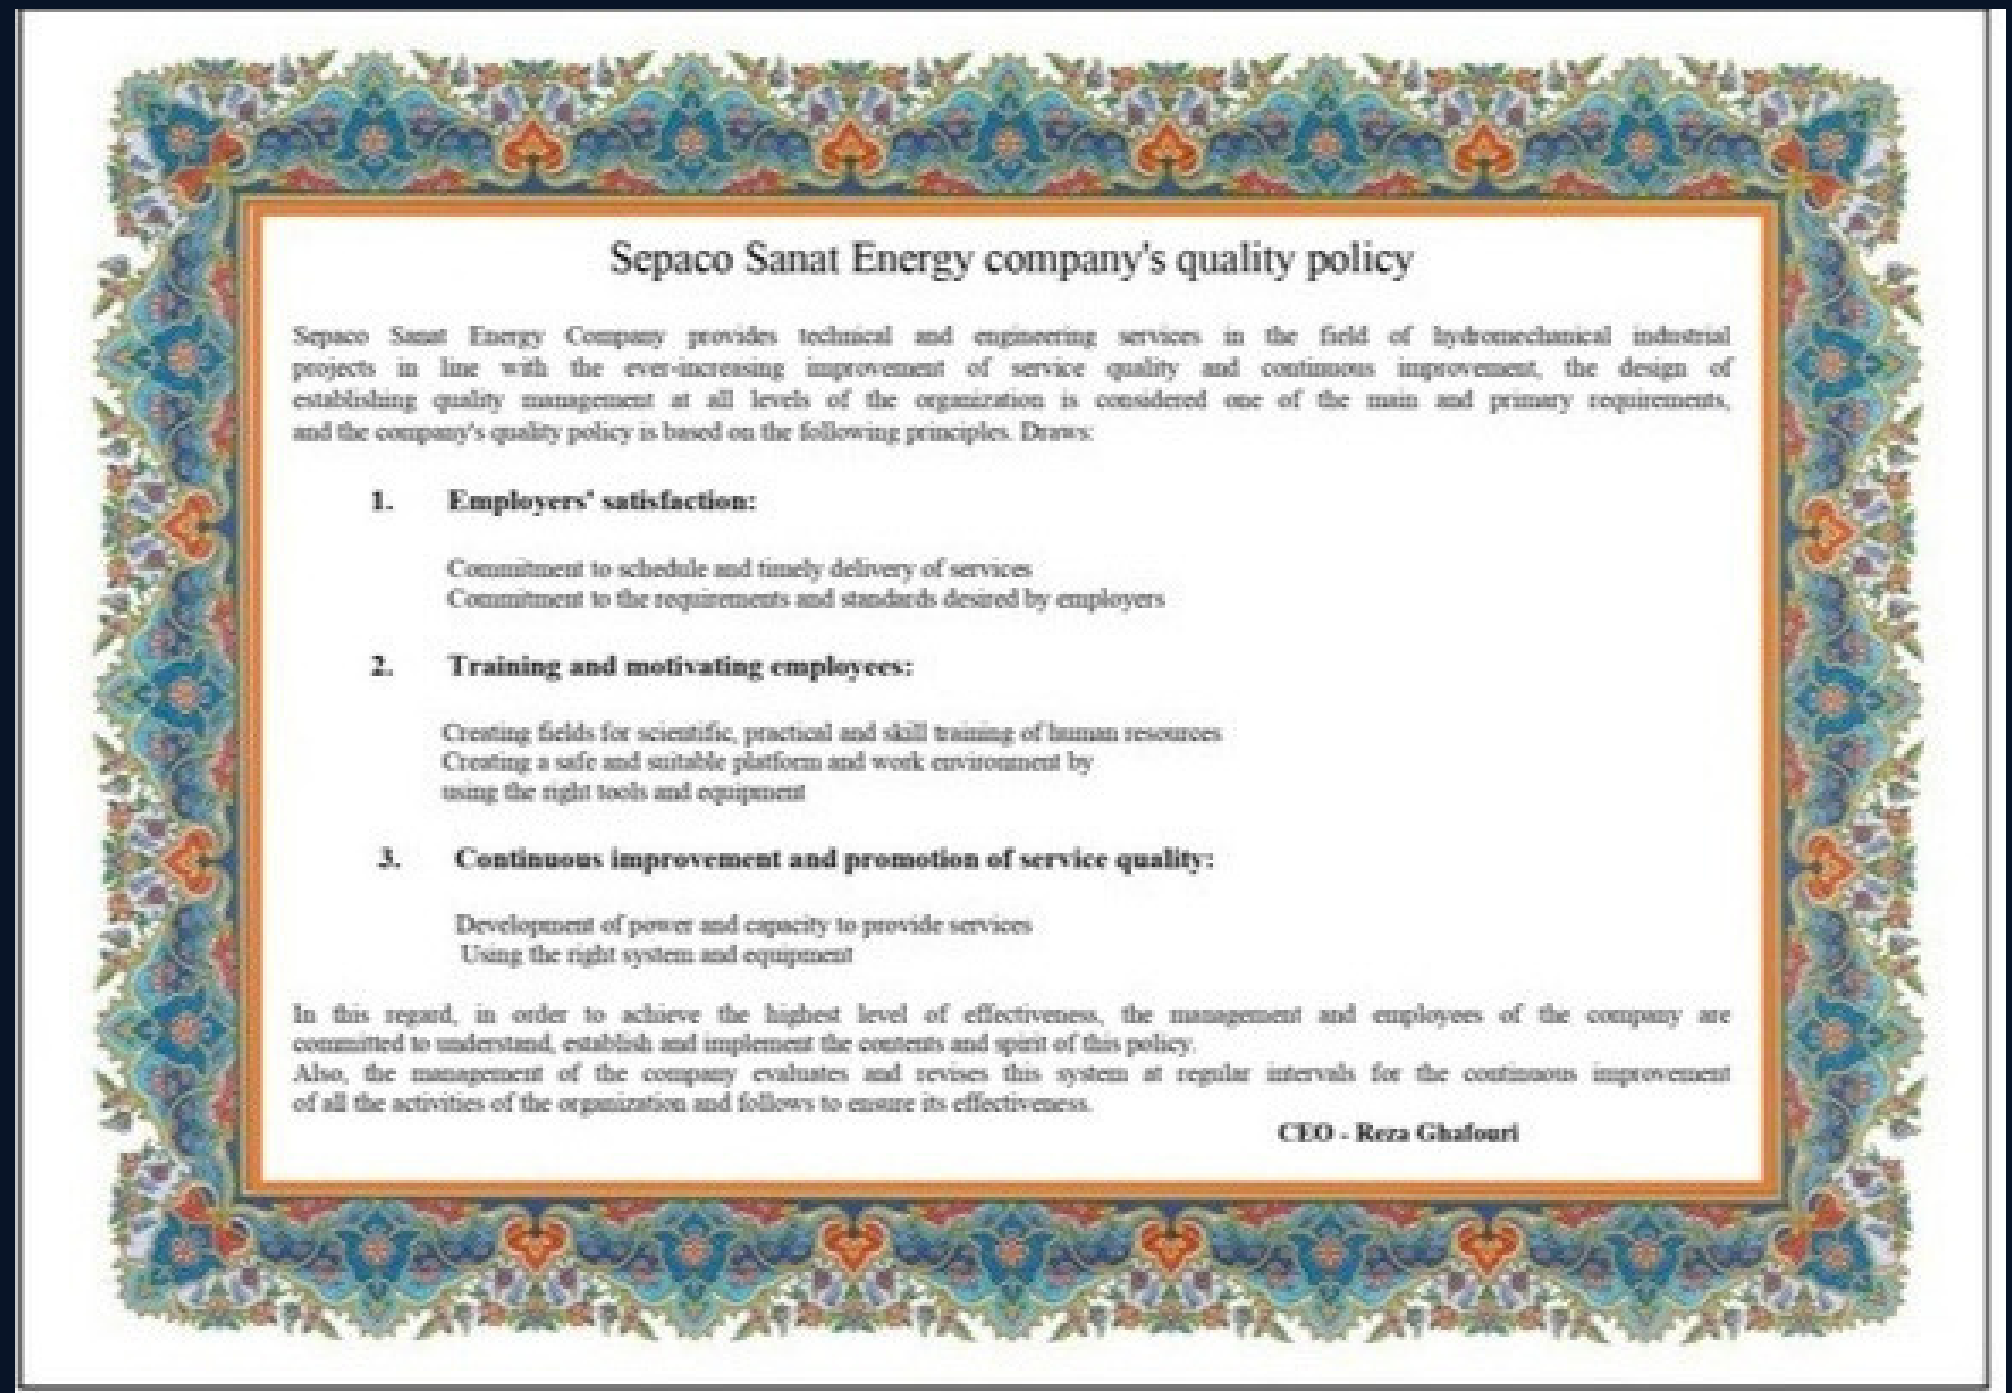 Sepaco Sanat Energy company's quality policy
Sepaco Sanat Energy Company provides technical and engineering services in the field of hydromechanical industrial
projects in line with the ever-increasing improvement of service quality and continuous improvement, the design of
establishing quality management at all levels of the organization is considered one of the main and primary requirements,
and the company's quality policy is based on the following principles. Draws:
1. Employers' satisfaction:
Commitment to schedule and timely delivery of services
Commitment to the requirements and standards desired by employers
2. Training and motivating employees:
Creating fields for scientific, practical and skill training of human resources
Creating a safe and suitable platform and work environment by
using the right tools and equipment
3. Continuous improvement and promotion of service quality:
Development of power and capacity to provide services
Using the right system and equipment
In this regard, in order to achieve the highest level of effectiveness, the management and employees of the company are
committed to understand, establish and implement the contents and spirit of this policy.
Also, the management of the company evaluates and revises this system at regular intervals for the continuous improvement
of all the activities of the organization and follows to ensure its effectiveness.
CEO - Reza Ghafouri